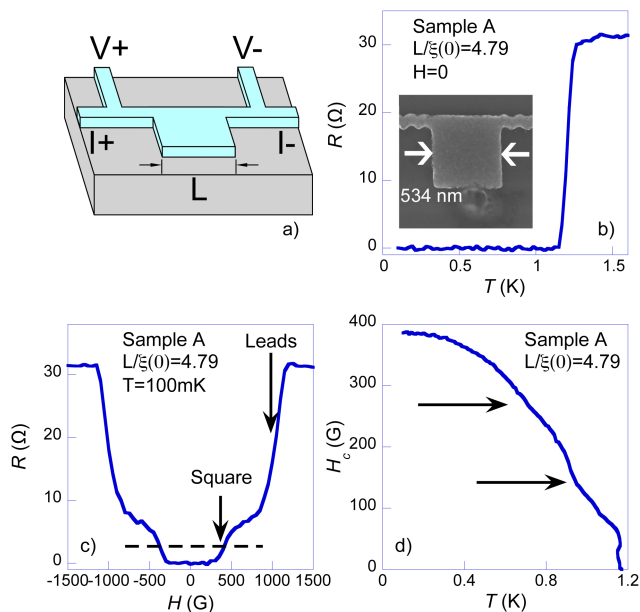 a)
V+
V-
I+
I-
L
b)
Sample A
L/ξ(0)=4.79
H=0
534 nm
30
20
10
0
R (Ω)
0
0.5
1
1.5
T (K)
c)
Sample A
L/ξ(0)=4.79
T=100mK
Leads
Square
30
20
10
0
R (Ω)
-1500
-1000
-500
0
500
1000
1500
H (G)
d)
Sample A
L/ξ(0)=4.79
400
300
200
100
0
Hc (G)
0
0.4
0.8
1.2
T (K)